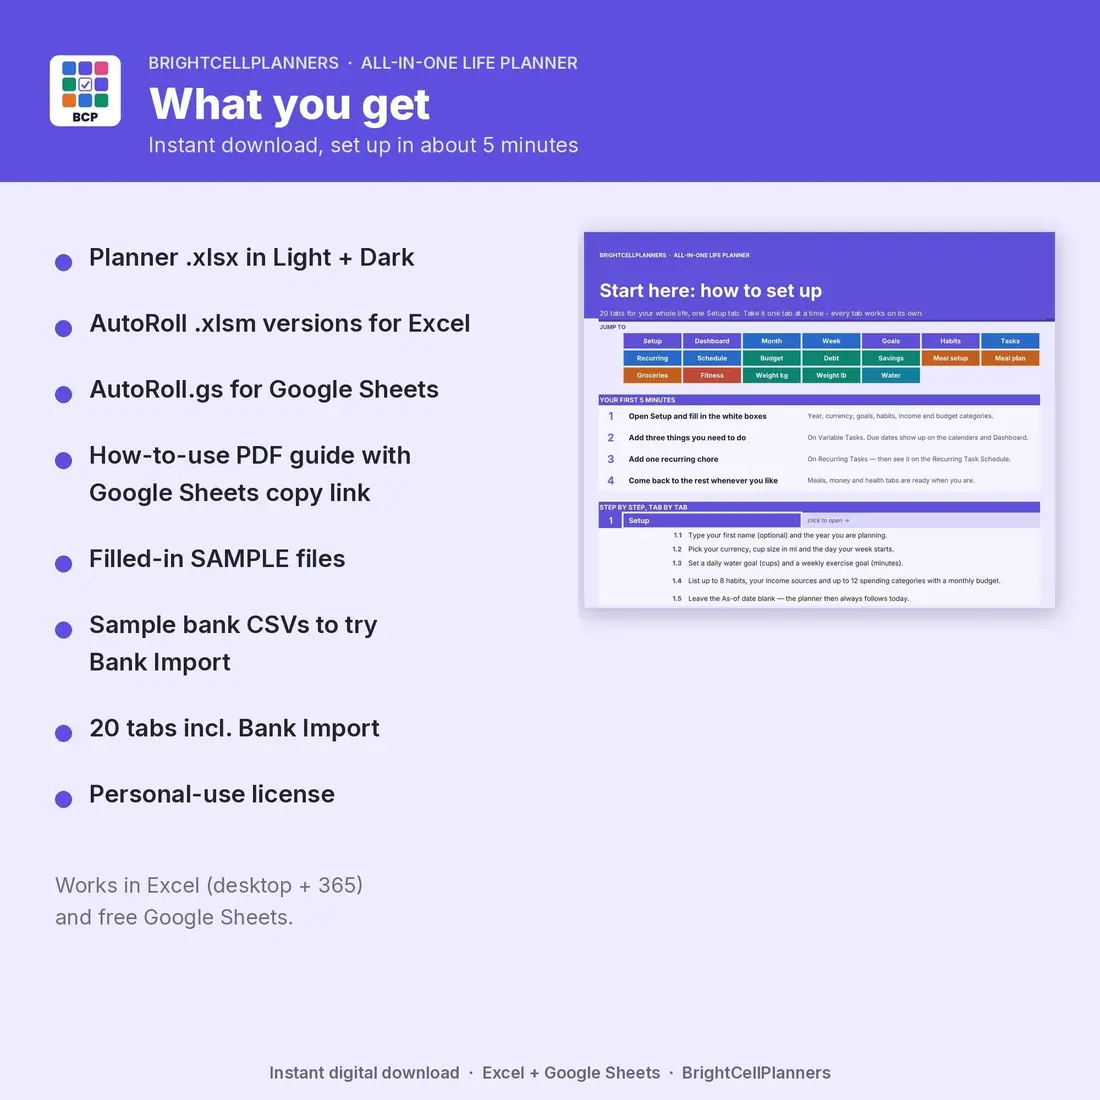 BCP
BRIGHTCELLPLANNERS · ALL-IN-ONE LIFE PLANNER
What you get
Instant download, set up in about 5 minutes
Planner .xlsx in Light + Dark
AutoRoll .xlsm versions for Excel
AutoRoll.gs for Google Sheets
How-to-use PDF guide with
Google Sheets copy link
Filled-in SAMPLE files
Sample bank CSVs to try
Bank Import
20 tabs incl. Bank Import
Personal-use license
Works in Excel (desktop + 365)
and free Google Sheets.
BRIGHTCELLPLANNERS · ALL-IN-ONE LIFE PLANNER
Start here: how to set up
20 tabs for your whole life, one Setup tab. Take it one tab at a time - every tab works on its own.
JUMP TO
Setup Dashboard Month Week Goals Habits Tasks
Recurring Schedule Budget Debt Savings Meal setup Meal plan
Groceries Fitness Weight kg Weight lb Water
YOUR FIRST 5 MINUTES
1 Open Setup and fill in the white boxes Year, currency, goals, habits, income and budget categories.
2 Add three things you need to do On Variable Tasks. Due dates show up on the calendars and Dashboard.
3 Add one recurring chore On Recurring Tasks — then see it on the Recurring Task Schedule.
4 Come back to the rest whenever you like Meals, money and health tabs are ready when you are.
STEP BY STEP, TAB BY TAB
1 Setup click to open →
1.1 Type your first name (optional) and the year you are planning.
1.2 Pick your currency, cup size in ml and the day your week starts.
1.3 Set a daily water goal (cups) and a weekly exercise goal (minutes).
1.4 List up to 8 habits, your income sources and up to 12 spending categories with a monthly budget.
1.5 Leave the As-of date blank — the planner then always follows today.
Instant digital download · Excel + Google Sheets · BrightCellPlanners